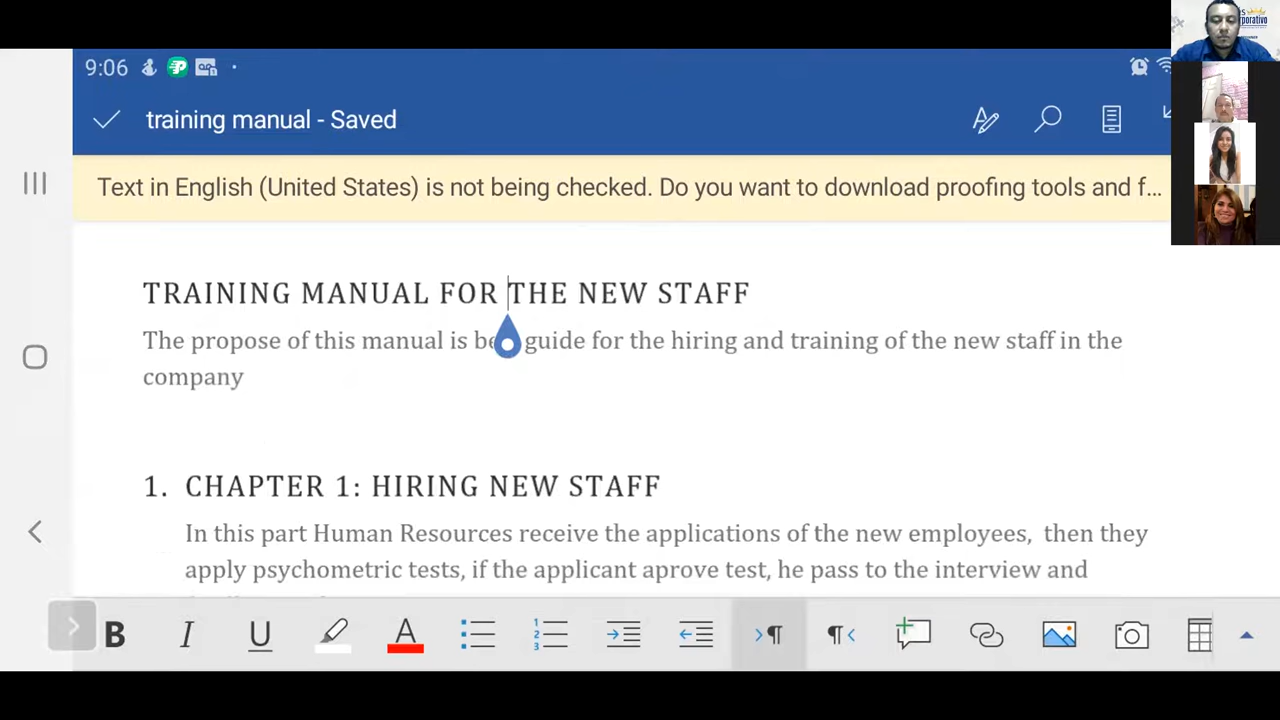 9:06
training manual - Saved
Text in English (United States) is not being checked. Do you want to download proofing tools and f...
TRAINING MANUAL FOR THE NEW STAFF
The propose of this manual is be guide for the hiring and training of the new staff in the
company
1. CHAPTER 1: HIRING NEW STAFF
In this part Human Resources receive the applications of the new employees, then they
apply psychometric tests, if the applicant aprove test, he pass to the interview and
B I U A